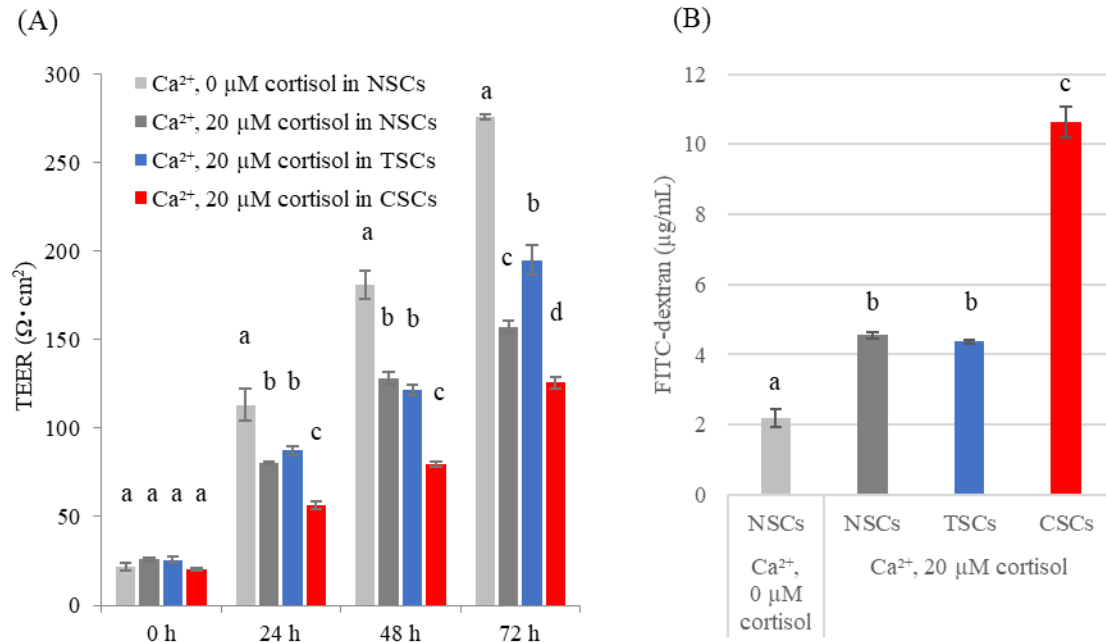 (A)
TEER (Ω·cm²)
300
250
200
150
100
50
0
Ca²⁺, 0 μM cortisol in NSCs
Ca²⁺, 20 μM cortisol in NSCs
Ca²⁺, 20 μM cortisol in TSCs
Ca²⁺, 20 μM cortisol in CSCs
a a a a
a b b c
a b b c
a c b d
0 h 24 h 48 h 72 h
(B)
FITC-dextran (μg/mL)
12
10
8
6
4
2
0
a b b c
NSCs NSCs TSCs CSCs
Ca²⁺, Ca²⁺, 20 μM cortisol
0 μM
cortisol